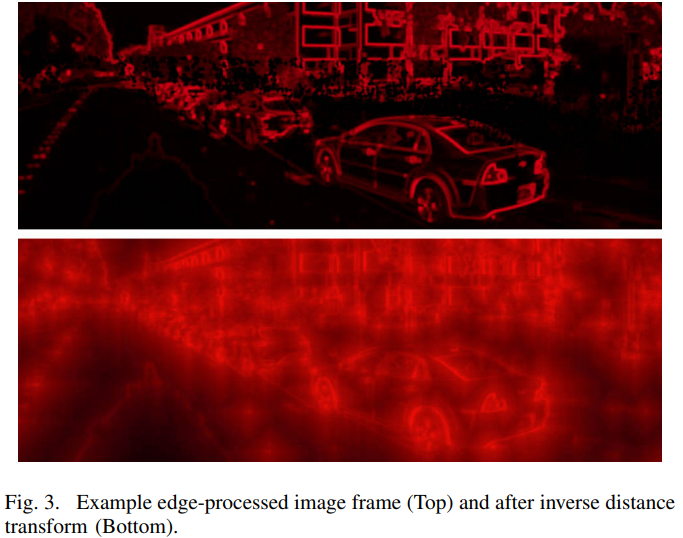 Fig. 3. Example edge-processed image frame (Top) and after inverse distance
transform (Bottom).